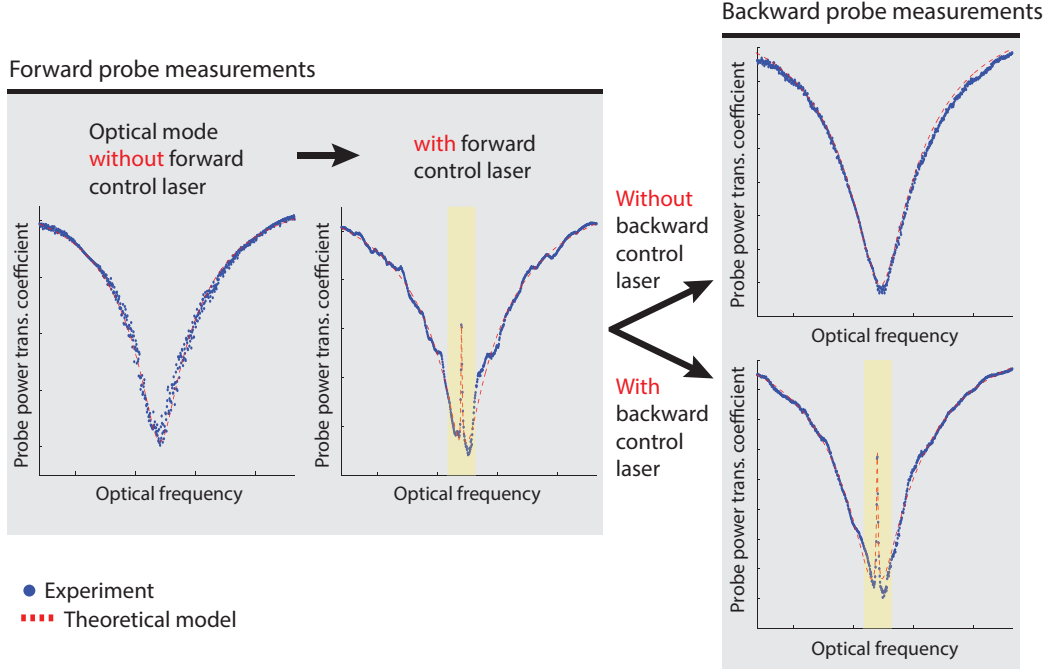 Backward probe measurements
Forward probe measurements
Optical mode
without forward
control laser
with forward
control laser
Probe power trans. coefficient
Optical frequency
Probe power trans. coefficient
Optical frequency
Without
backward
control
laser
With
backward
control
laser
Probe power trans. coefficient
Optical frequency
Probe power trans. coefficient
Optical frequency
Experiment
Theoretical model